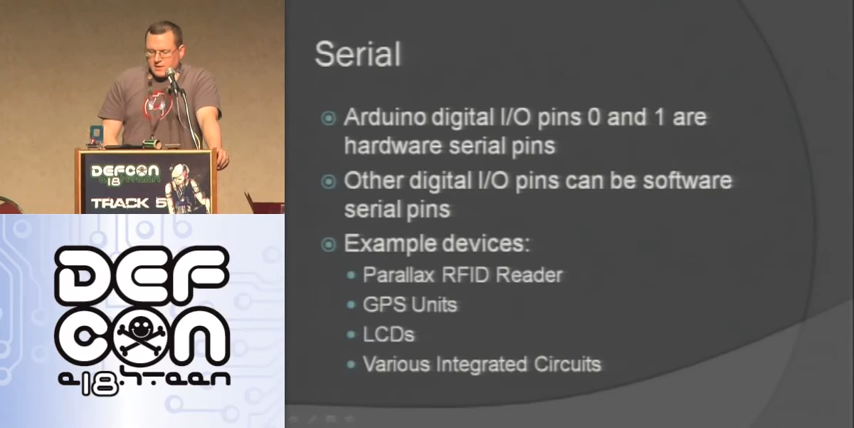 DEFCON
18
TRACK 5
DEF
CON
e18hteen
Serial
Arduino digital I/O pins 0 and 1 are
hardware serial pins
Other digital I/O pins can be software
serial pins
Example devices:
Parallax RFID Reader
GPS Units
LCDs
Various Integrated Circuits